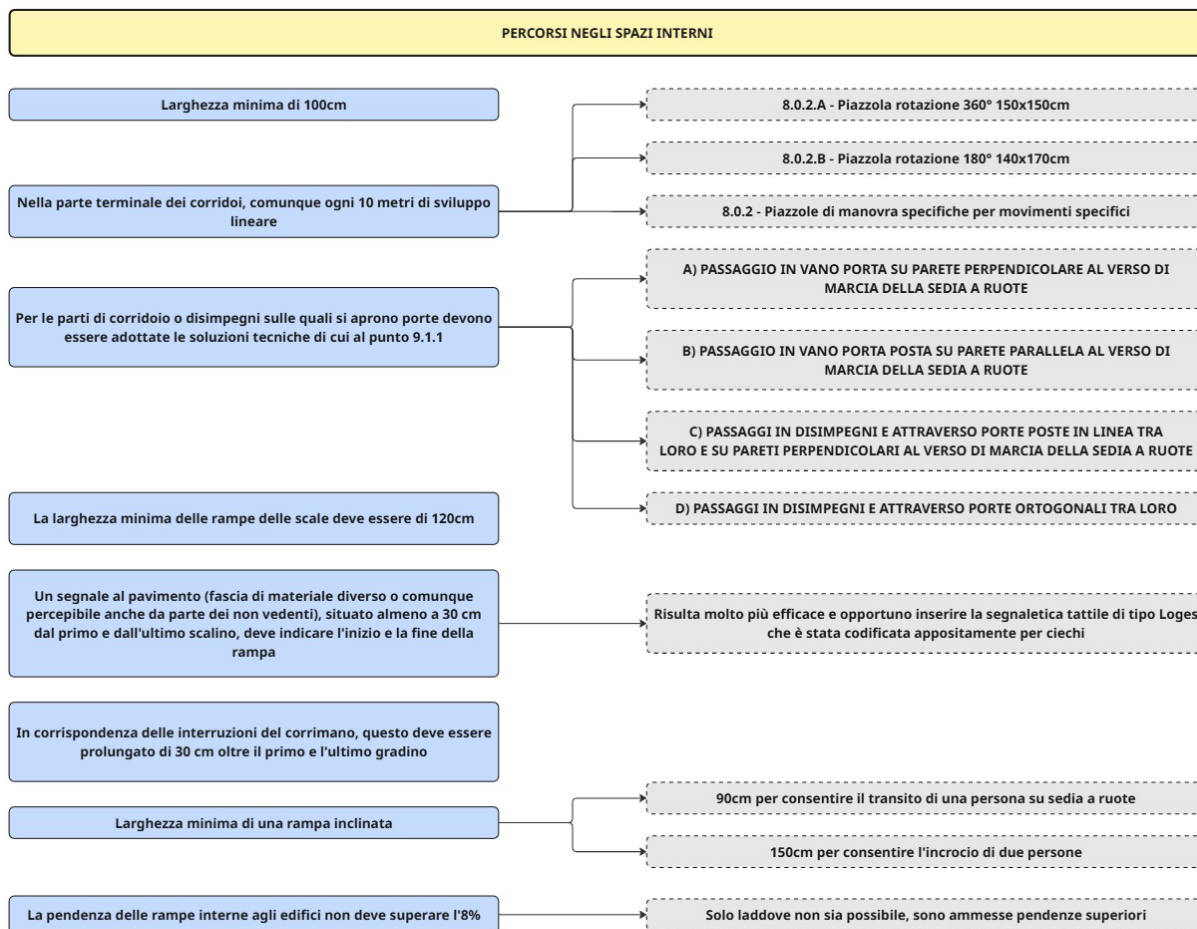 PERCORSI NEGLI SPAZI INTERNI
Larghezza minima di 100cm
8.0.2.A - Piazzola rotazione 360° 150x150cm
8.0.2.B - Piazzola rotazione 180° 140x170cm
Nella parte terminale dei corridoi, comunque ogni 10 metri di sviluppo
lineare
8.0.2 - Piazzole di manovra specifiche per movimenti specifici
A) PASSAGGIO IN VANO PORTA SU PARETE PERPENDICOLARE AL VERSO DI
MARCIA DELLA SEDIA A RUOTE
Per le parti di corridoio o disimpegni sulle quali si aprono porte devono
essere adottate le soluzioni tecniche di cui al punto 9.1.1
B) PASSAGGIO IN VANO PORTA POSTA SU PARETE PARALLELA AL VERSO DI
MARCIA DELLA SEDIA A RUOTE
C) PASSAGGI IN DISIMPEGNI E ATTRAVERSO PORTE POSTE IN LINEA TRA
LORO E SU PARETI PERPENDICOLARI AL VERSO DI MARCIA DELLA SEDIA A RUOTE
La larghezza minima delle rampe delle scale deve essere di 120cm
D) PASSAGGI IN DISIMPEGNI E ATTRAVERSO PORTE ORTOGONALI TRA LORO
Un segnale al pavimento (fascia di materiale diverso o comunque
percepibile anche da parte dei non vedenti), situato almeno a 30 cm
dal primo e dall'ultimo scalino, deve indicare l'inizio e la fine della
rampa
Risulta molto più efficace e opportuno inserire la segnaletica tattile di tipo Loges
che è stata codificata appositamente per ciechi
In corrispondenza delle interruzioni del corrimano, questo deve essere
prolungato di 30 cm oltre il primo e l'ultimo gradino
Larghezza minima di una rampa inclinata
90cm per consentire il transito di una persona su sedia a ruote
150cm per consentire l'incrocio di due persone
La pendenza delle rampe interne agli edifici non deve superare l'8%
Solo laddove non sia possibile, sono ammesse pendenze superiori